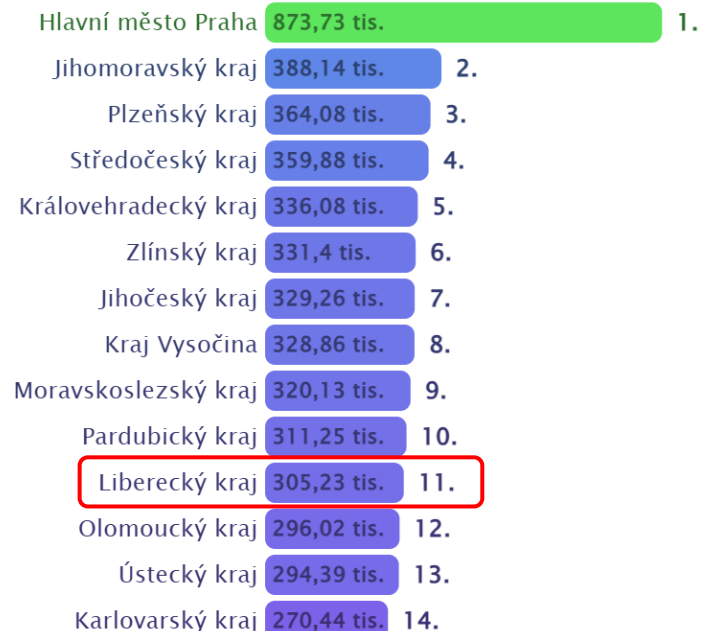 Hlavní město Praha 873,73 tis. 1.
Jihomoravský kraj 388,14 tis. 2.
Plzeňský kraj 364,08 tis. 3.
Středočeský kraj 359,88 tis. 4.
Královehradecký kraj 336,08 tis. 5.
Zlínský kraj 331,4 tis. 6.
Jihočeský kraj 329,26 tis. 7.
Kraj Vysočina 328,86 tis. 8.
Moravskoslezský kraj 320,13 tis. 9.
Pardubický kraj 311,25 tis. 10.
Liberecký kraj 305,23 tis. 11.
Olomoucký kraj 296,02 tis. 12.
Ústecký kraj 294,39 tis. 13.
Karlovarský kraj 270,44 tis. 14.